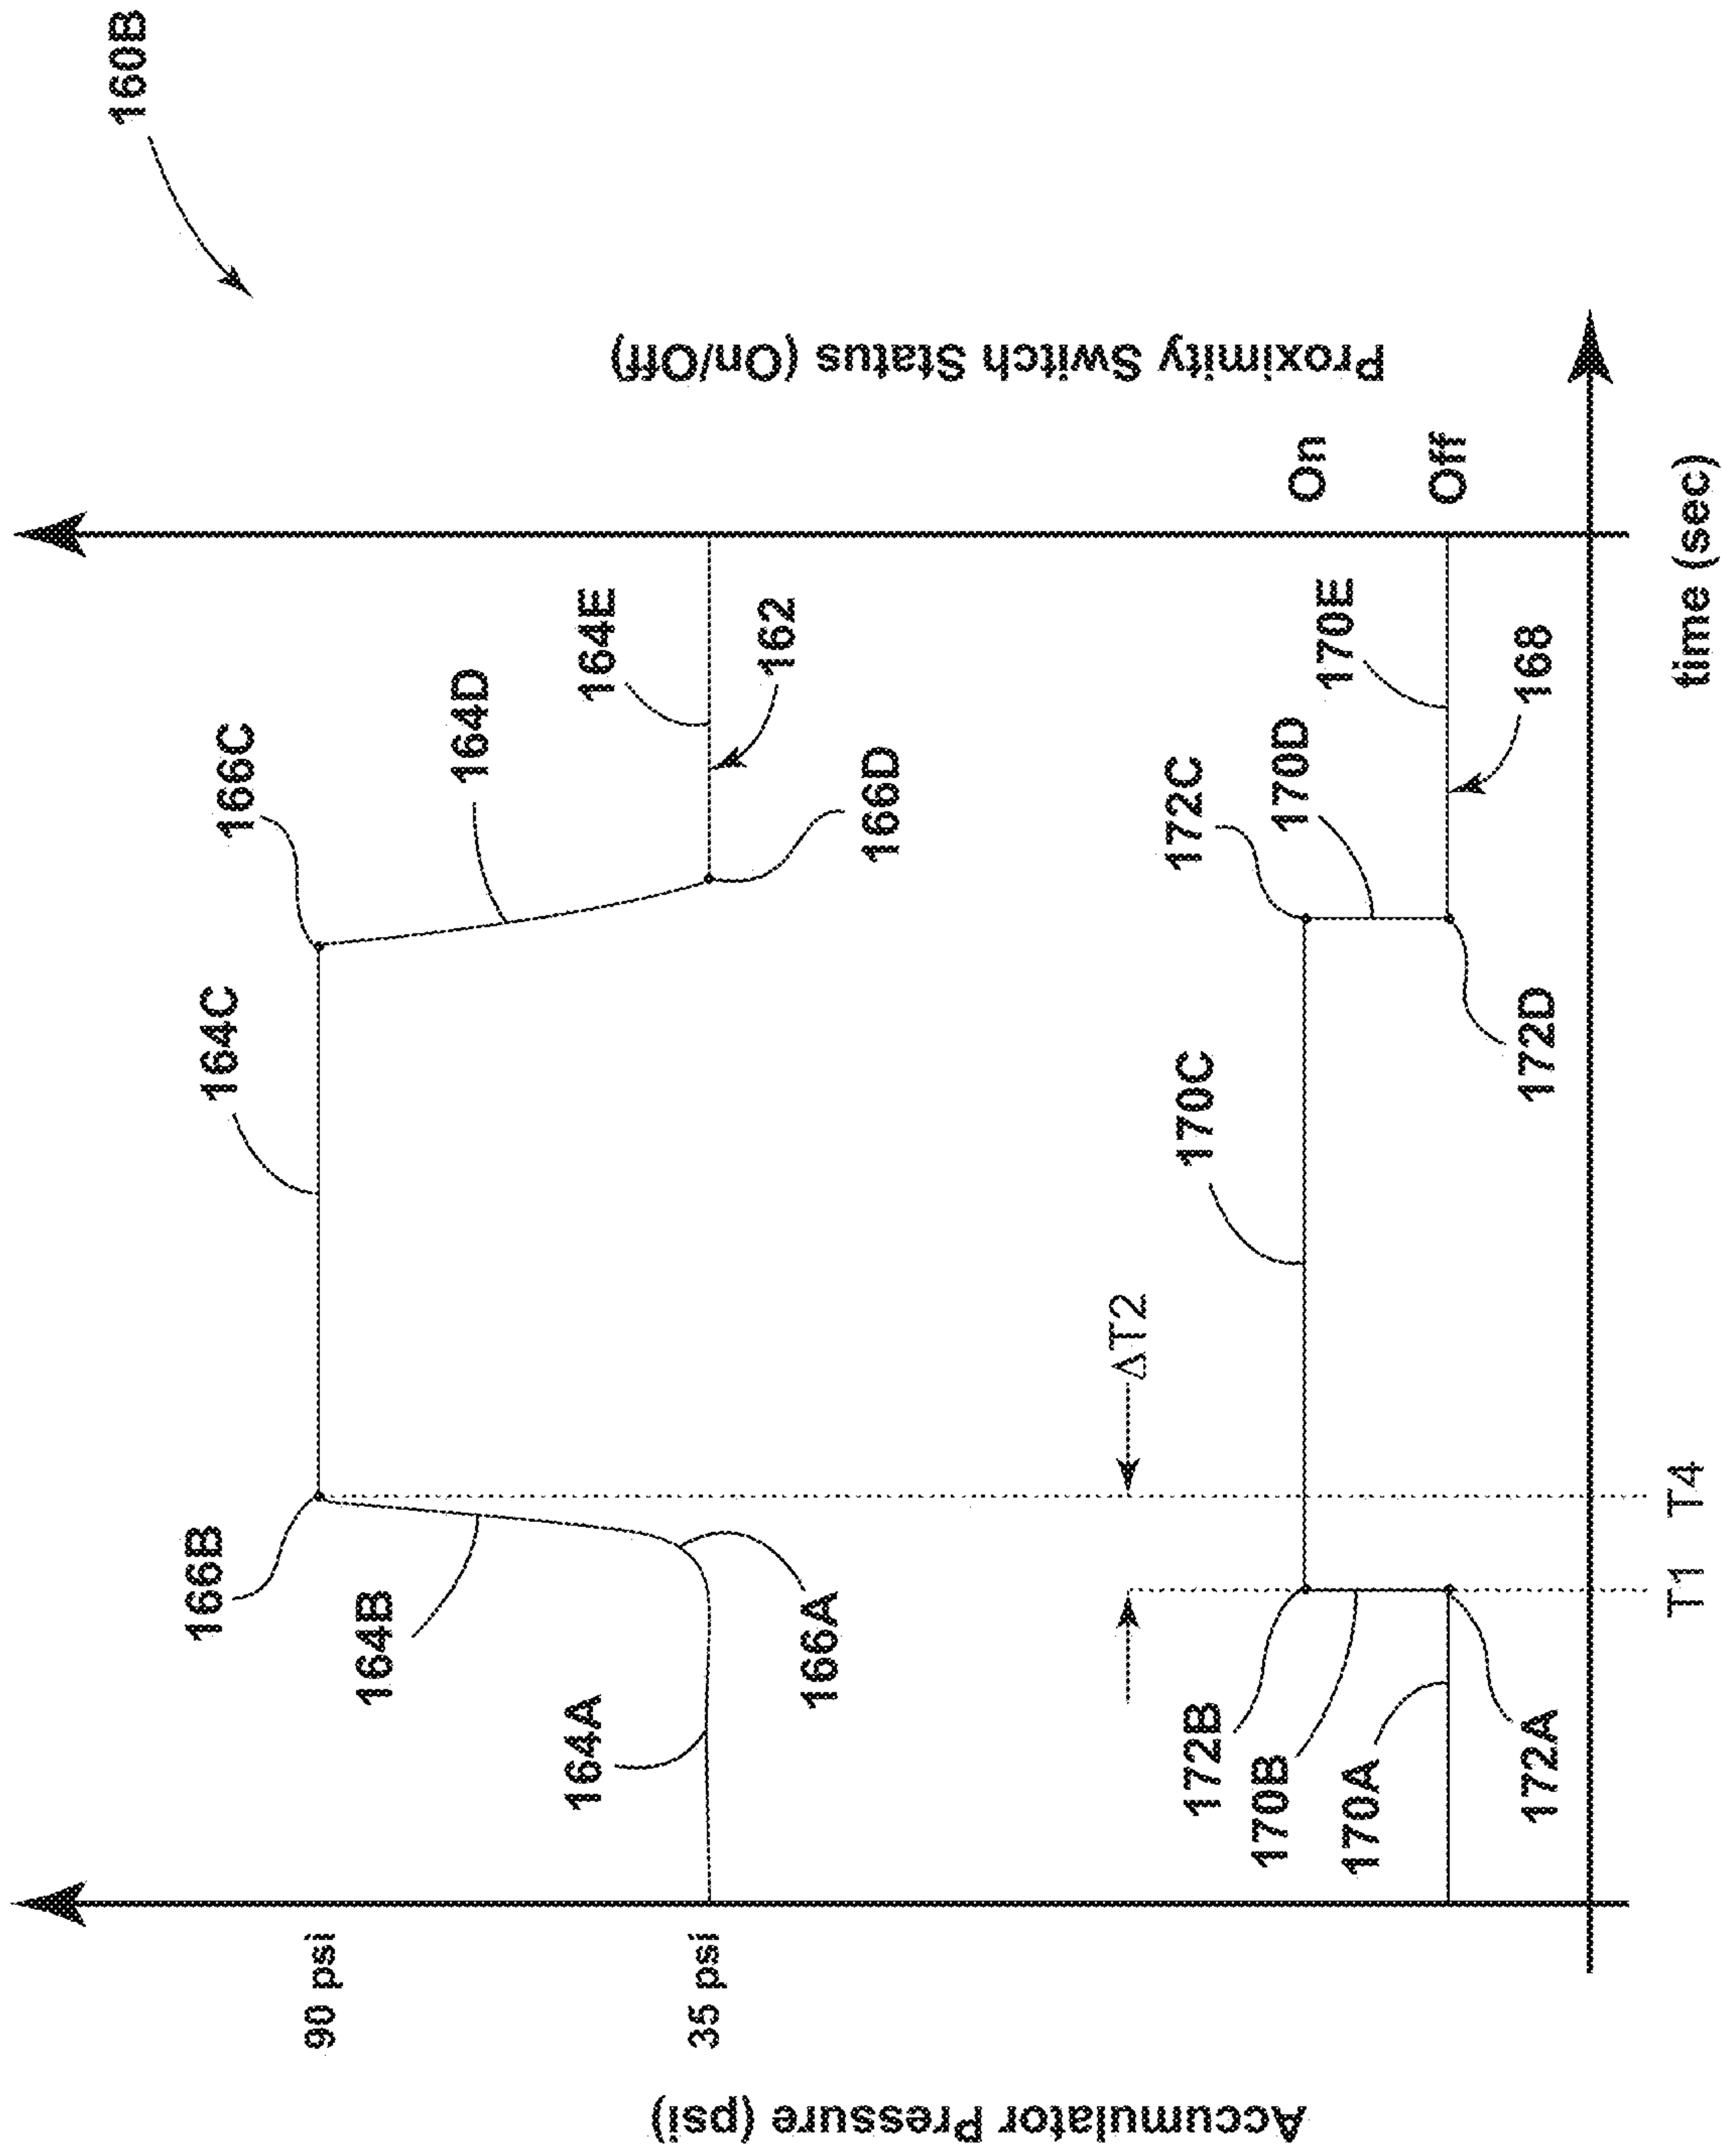 160B
Accumulator Pressure (psi)
90 psi
35 psi
Proximity Switch Status (On/Off)
On
Off
time (sec)
T1
T4
ΔT2
166B
164C
166C
164B
164D
164A
166A
164E
162
166D
172B
170B
170A
172A
170C
172C
170D
170E
172D
168